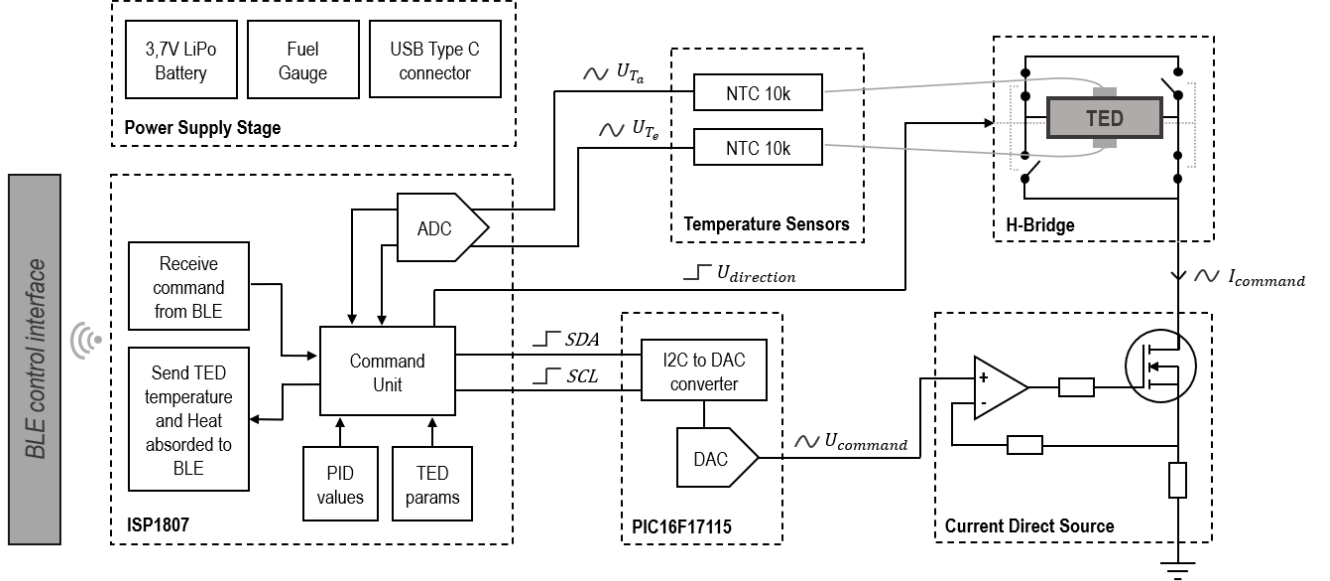 3,7V LiPo
Battery
Fuel
Gauge
USB Type C
connector
Power Supply Stage
U_{T_a}
U_{T_e}
NTC 10k
NTC 10k
Temperature Sensors
TED
H-Bridge
BLE control interface
Receive
command
from BLE
Send TED
temperature
and Heat
absorded to
BLE
ADC
Command
Unit
PID
values
TED
params
ISP1807
U_{direction}
SDA
SCL
I2C to DAC
converter
DAC
PIC16F17115
U_{command}
I_{command}
+
-
Current Direct Source